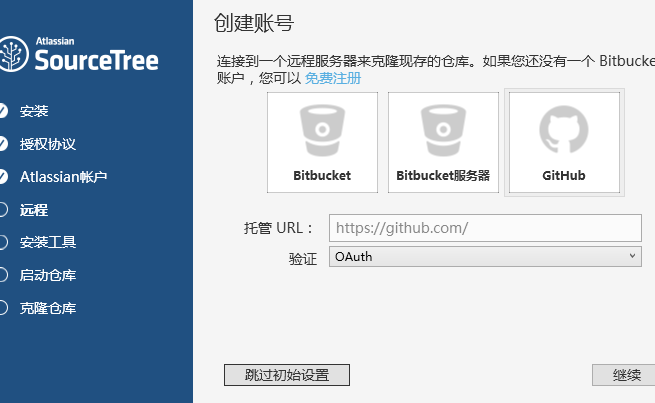 创建账号
Atlassian
SourceTree
连接到一个远程服务器来克隆现存的仓库。如果您还没有一个 Bitbucke
账户，您可以 免费注册
安装
授权协议
Atlassian帐户
远程
安装工具
启动仓库
克隆仓库
Bitbucket
Bitbucket服务器
GitHub
托管 URL：
https://github.com/
验证
OAuth
跳过初始设置
继续